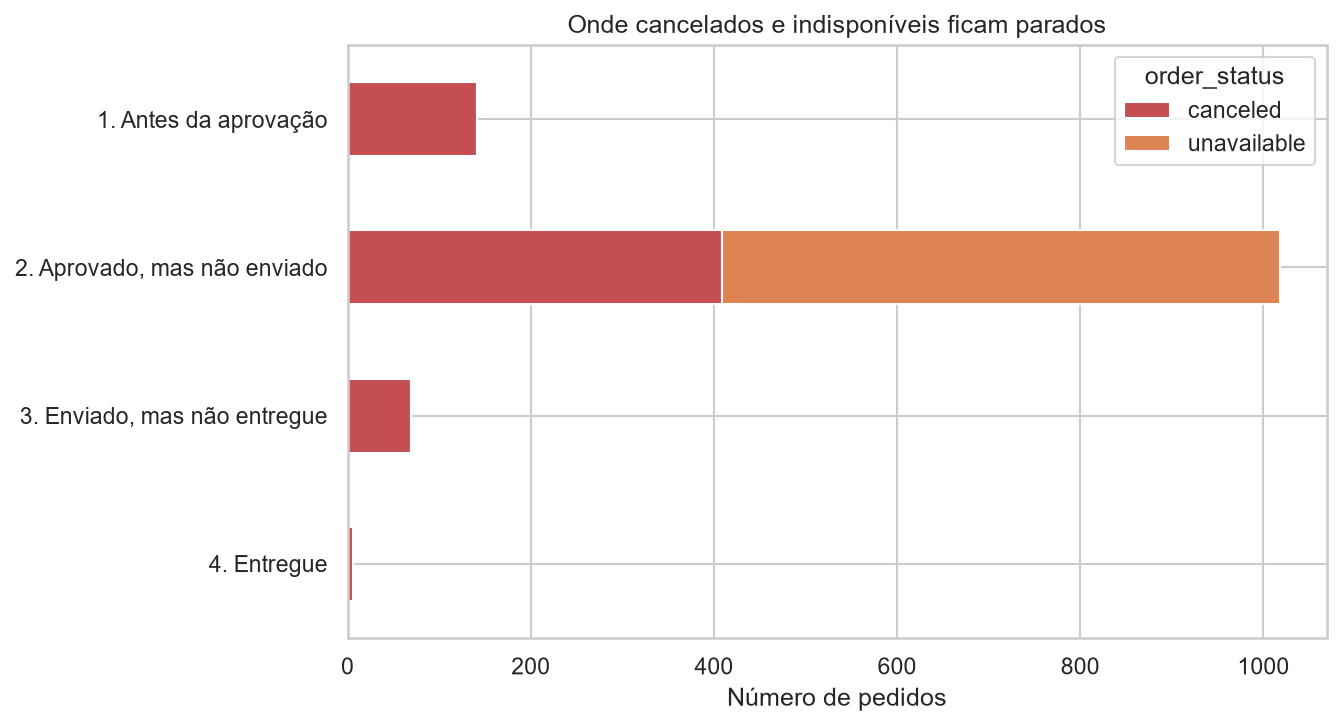 Onde cancelados e indisponíveis ficam parados
order_status
canceled
unavailable
1. Antes da aprovação
2. Aprovado, mas não enviado
3. Enviado, mas não entregue
4. Entregue
0 200 400 600 800 1000
Número de pedidos